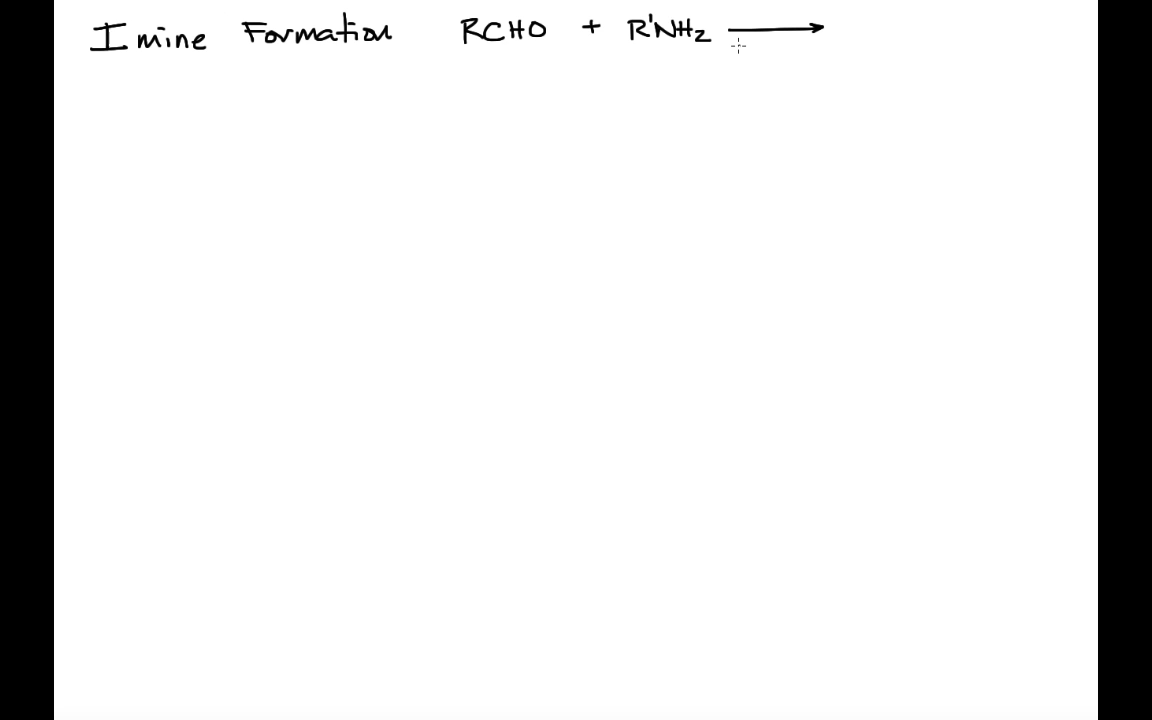 Imine Formation RCHO + R'NH₂ ⟶